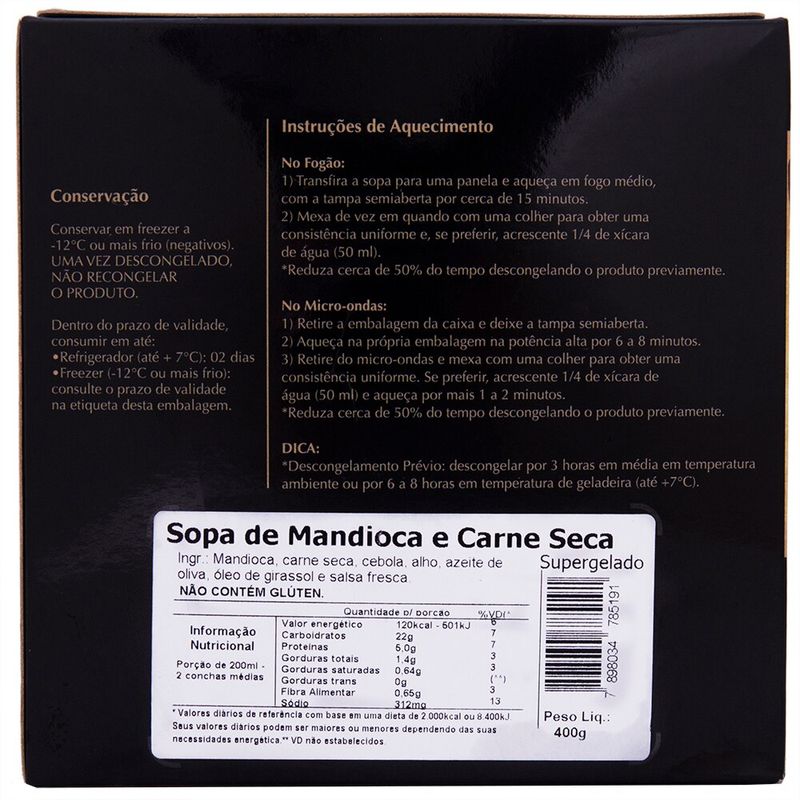 Conservação
Conservar em freezer a
-12°C ou mais frio (negativos).
UMA VEZ DESCONGELADO,
NÃO RECONGELAR
O PRODUTO.
Dentro do prazo de validade,
consumir em até:
•Refrigerador (até + 7°C): 02 dias
•Freezer (-12°C ou mais frio):
consulte o prazo de validade
na etiqueta desta embalagem.
Instruções de Aquecimento
No Fogão:
1) Transfira a sopa para uma panela e aqueça em fogo médio,
com a tampa semiaberta por cerca de 15 minutos.
2) Mexa de vez em quando com uma colher para obter uma
consistência uniforme e, se preferir, acrescente 1/4 de xícara
de água (50 ml).
*Reduza cerca de 50% do tempo descongelando o produto previamente.
No Micro-ondas:
1) Retire a embalagem da caixa e deixe a tampa semiaberta.
2) Aqueça na própria embalagem na potência alta por 6 a 8 minutos.
3) Retire do micro-ondas e mexa com uma colher para obter uma
consistência uniforme. Se preferir, acrescente 1/4 de xícara de
água (50 ml) e aqueça por mais 1 a 2 minutos.
*Reduza cerca de 50% do tempo descongelando o produto previamente.
DICA:
*Descongelamento Prévio: descongelar por 3 horas em média em temperatura
ambiente ou por 6 a 8 horas em temperatura de geladeira (até +7°C).
Sopa de Mandioca e Carne Seca
Ingr.: Mandioca, carne seca, cebola, alho, azeite de
oliva, óleo de girassol e salsa fresca.
NÃO CONTÉM GLÚTEN.
Supergelado
Informação
Nutricional
Porção de 200ml -
2 conchas médias
Quantidade p/ porcão %VD(*
Valor energético 120kcal - 501kJ 6
Carboidratos 22g 7
Proteínas 5,0g 7
Gorduras totais 1,4g 3
Gorduras saturadas 0,64g 3
Gorduras trans 0g (**)
Fibra Alimentar 0,65g 3
Sódio 312mg 13
* Valores diários de referência com base em uma dieta de 2.000kcal ou 8.400kJ
Seus valores diários podem ser maiores ou menores dependendo das suas
necessidades energética.** VD não estabelecidos.
7 898034 785191
Peso Liq.:
400g